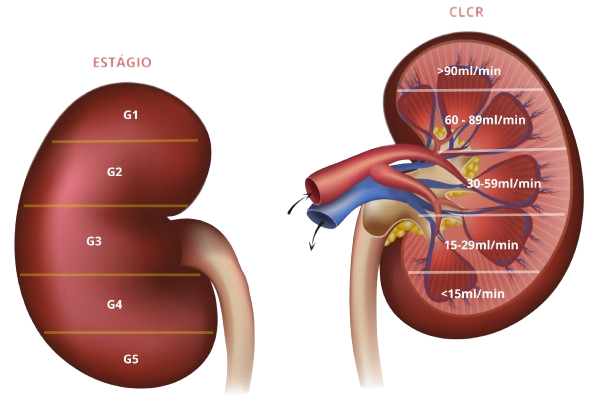 ESTÁGIO
G1
G2
G3
G4
G5
CLCR
>90ml/min
60 - 89ml/min
30-59ml/min
15-29ml/min
<15ml/min